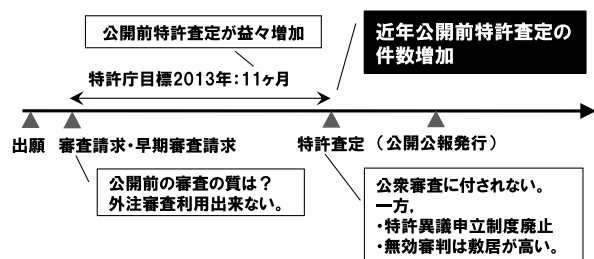 公開前特許査定が益々増加
近年公開前特許査定の
件数増加
特許庁目標2013年:11ヶ月
出願 審査請求・早期審査請求 特許査定 (公開公報発行)
公開前の審査の質は?
外注審査利用出来ない。
公衆審査に付されない。
一方,
・特許異議申立制度廃止
・無効審判は敷居が高い。